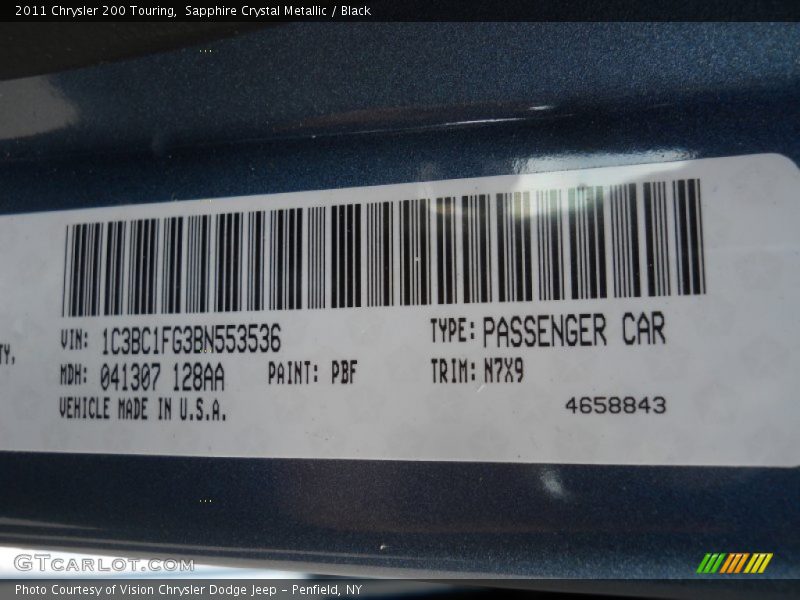 2011 Chrysler 200 Touring, Sapphire Crystal Metallic / Black
TY,
VIN: 1C3BC1FG3BN553536 TYPE: PASSENGER CAR
MDH: 041307 128AA PAINT: PBF TRIM: N7X9
VEHICLE MADE IN U.S.A. 4658843
GTCARLOT.COM
Photo Courtesy of Vision Chrysler Dodge Jeep - Penfield, NY